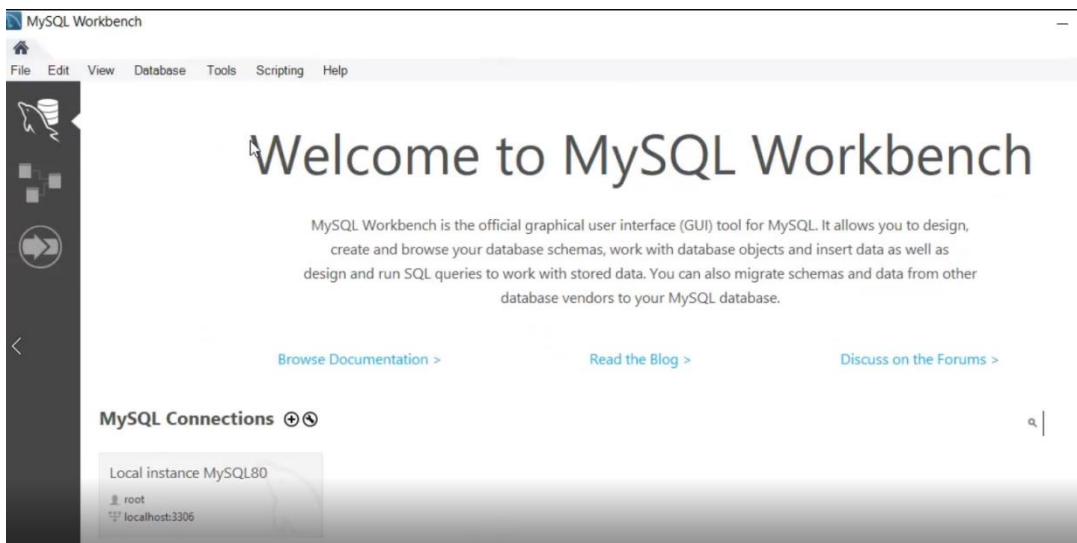 MySQL Workbench
File Edit View Database Tools Scripting Help
Welcome to MySQL Workbench
MySQL Workbench is the official graphical user interface (GUI) tool for MySQL. It allows you to design,
create and browse your database schemas, work with database objects and insert data as well as
design and run SQL queries to work with stored data. You can also migrate schemas and data from other
database vendors to your MySQL database.
Browse Documentation > Read the Blog > Discuss on the Forums >
MySQL Connections
Local instance MySQL80
root
localhost:3306